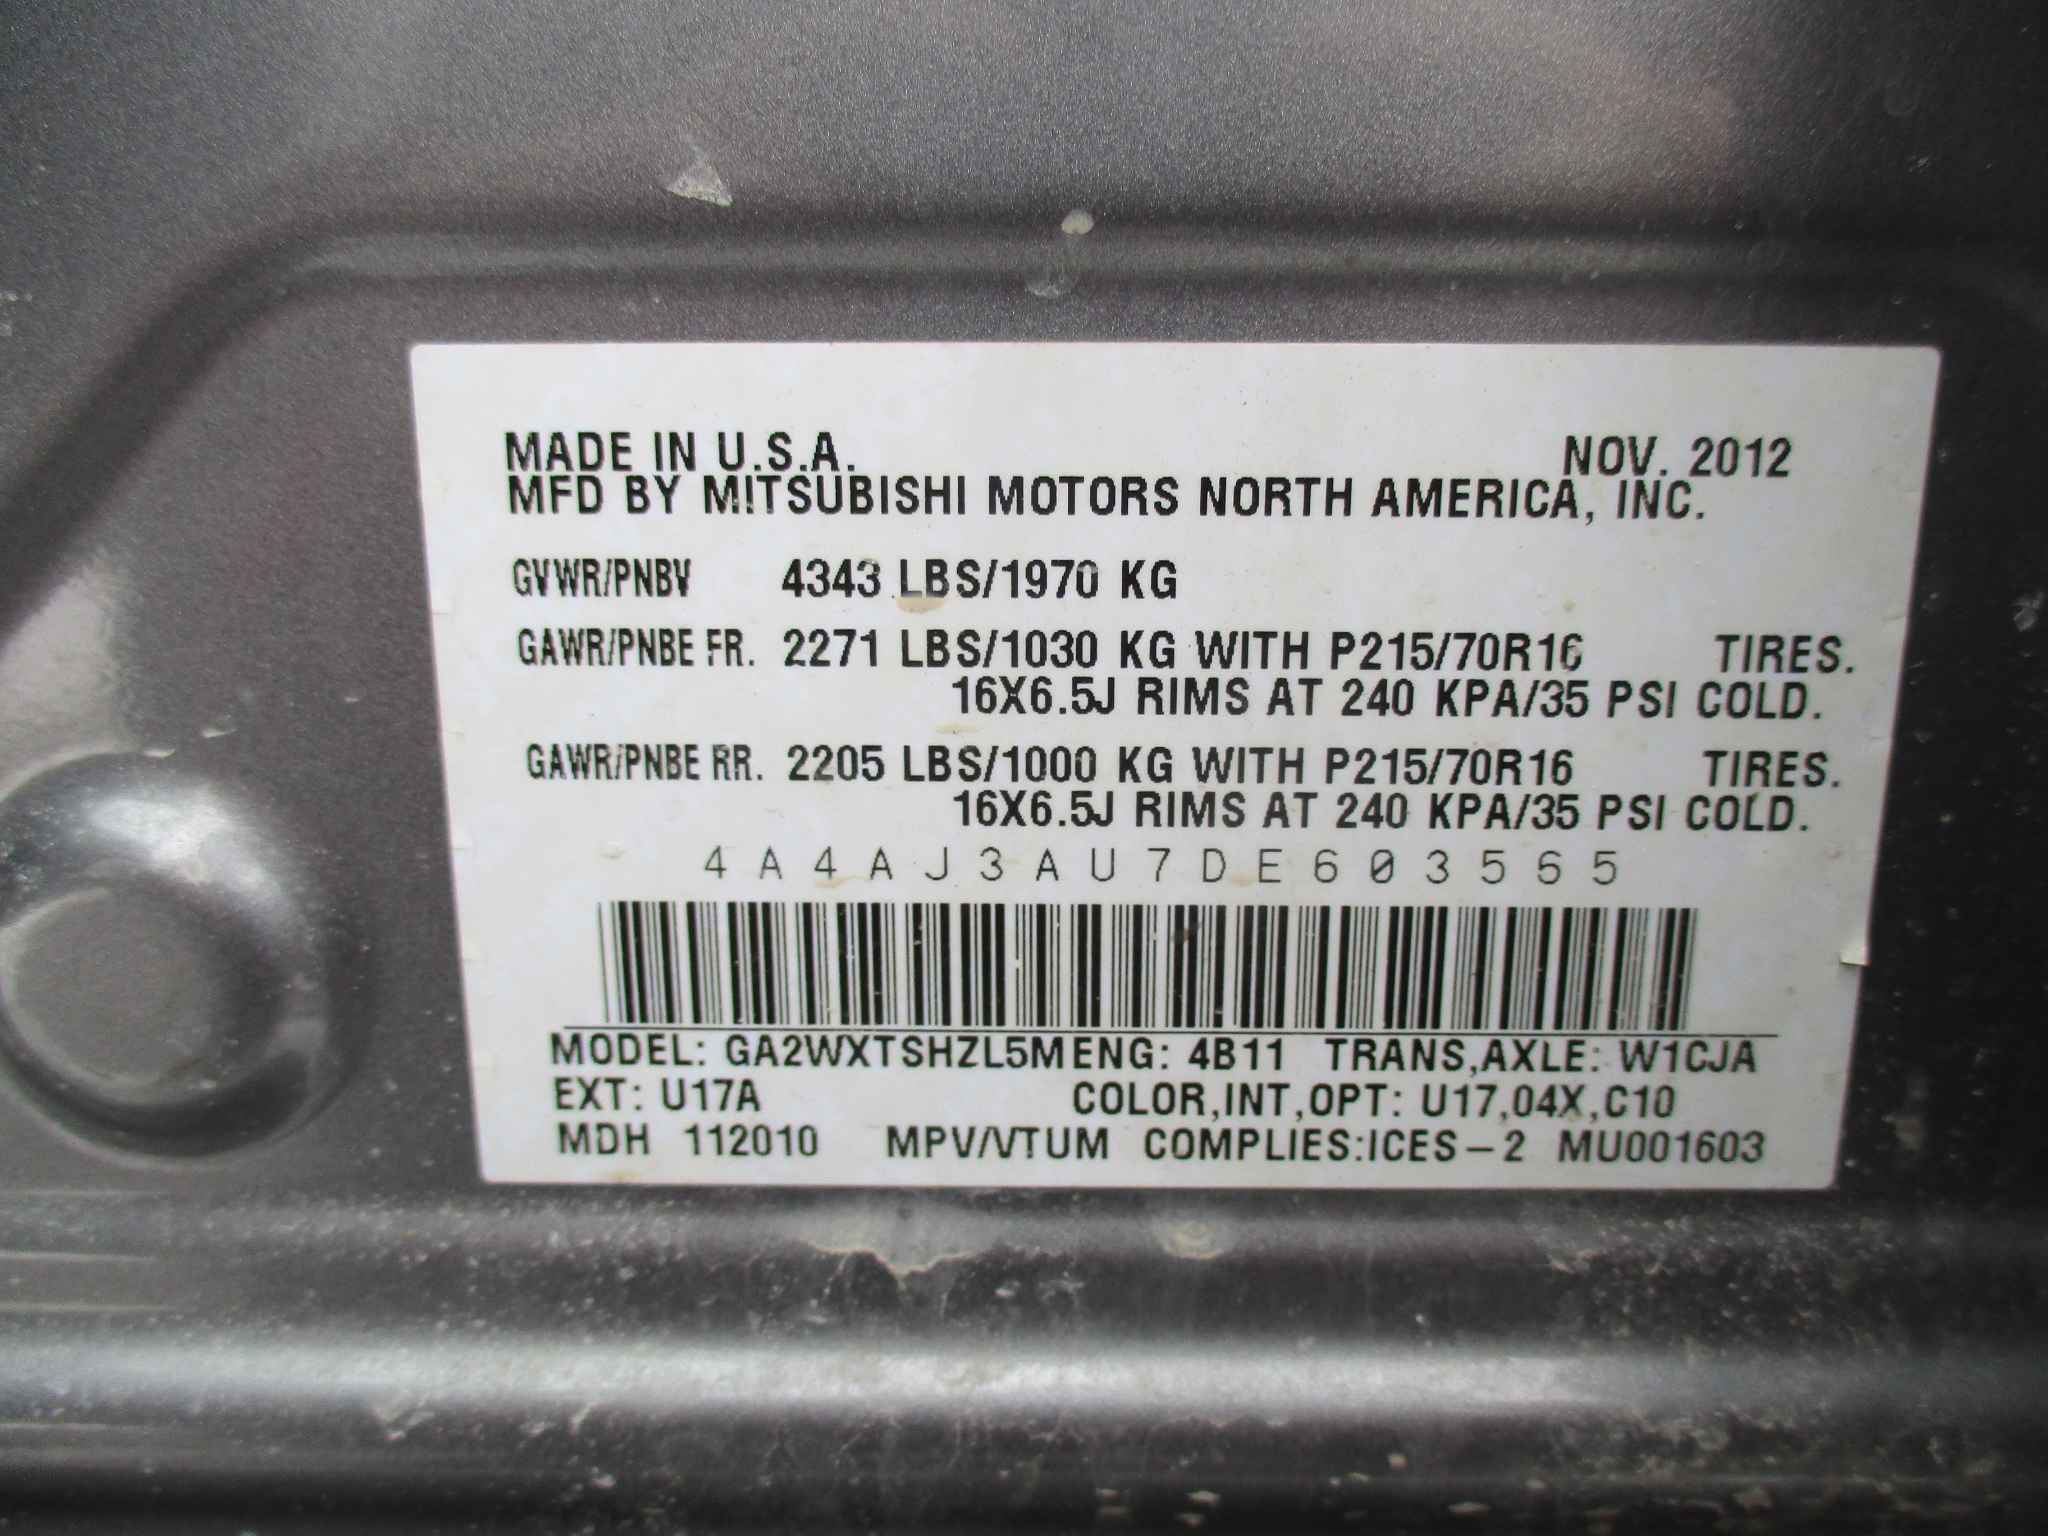 MADE IN U.S.A. NOV. 2012
MFD BY MITSUBISHI MOTORS NORTH AMERICA, INC.
GVWR/PNBV 4343 LBS/1970 KG
GAWR/PNBE FR. 2271 LBS/1030 KG WITH P215/70R16 TIRES.
16X6.5J RIMS AT 240 KPA/35 PSI COLD.
GAWR/PNBE RR. 2205 LBS/1000 KG WITH P215/70R16 TIRES.
16X6.5J RIMS AT 240 KPA/35 PSI COLD.
4A4AJ3AU7DE603565
MODEL: GA2WXTSHZL5M ENG: 4B11 TRANS,AXLE: W1CJA
EXT: U17A COLOR,INT,OPT: U17,04X,C10
MDH 112010 MPV/VTUM COMPLIES:ICES-2 MU001603